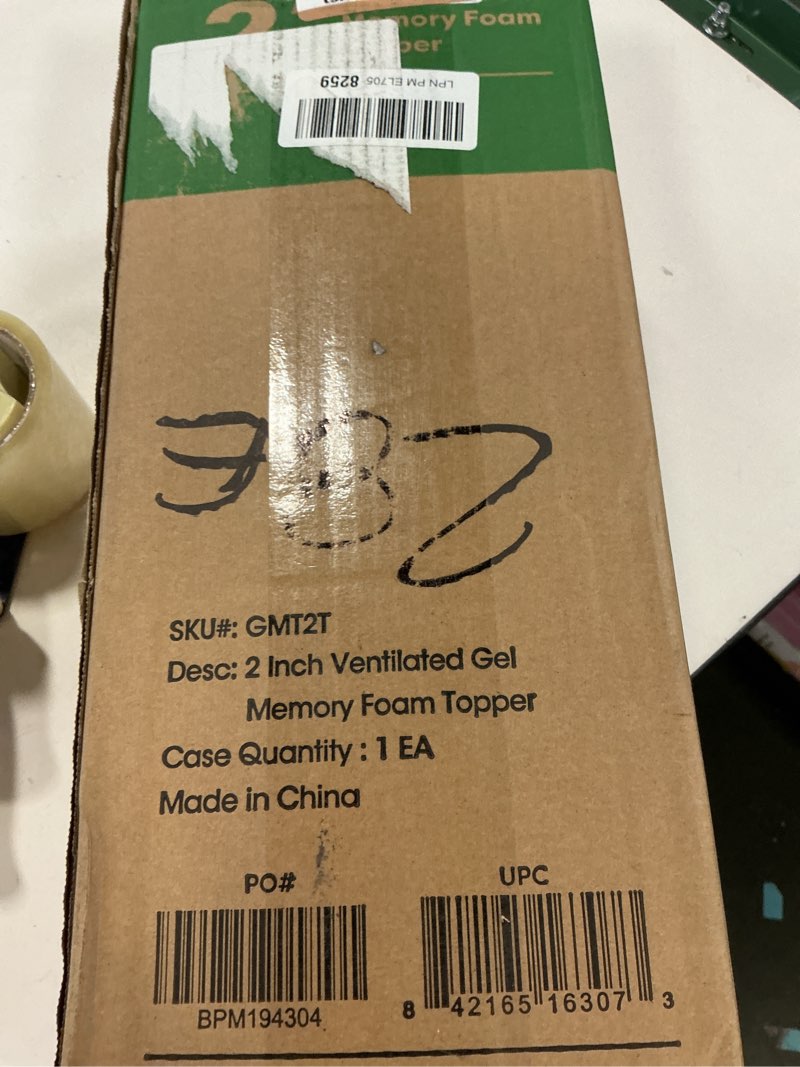 2"
Memory Foam
LPN PM EL705 8259
SKU#: GMT2T
Desc: 2 Inch Ventilated Gel
Memory Foam Topper
Case Quantity : 1 EA
Made in China
PO#
UPC
BPM194304
8 42165 16307 3